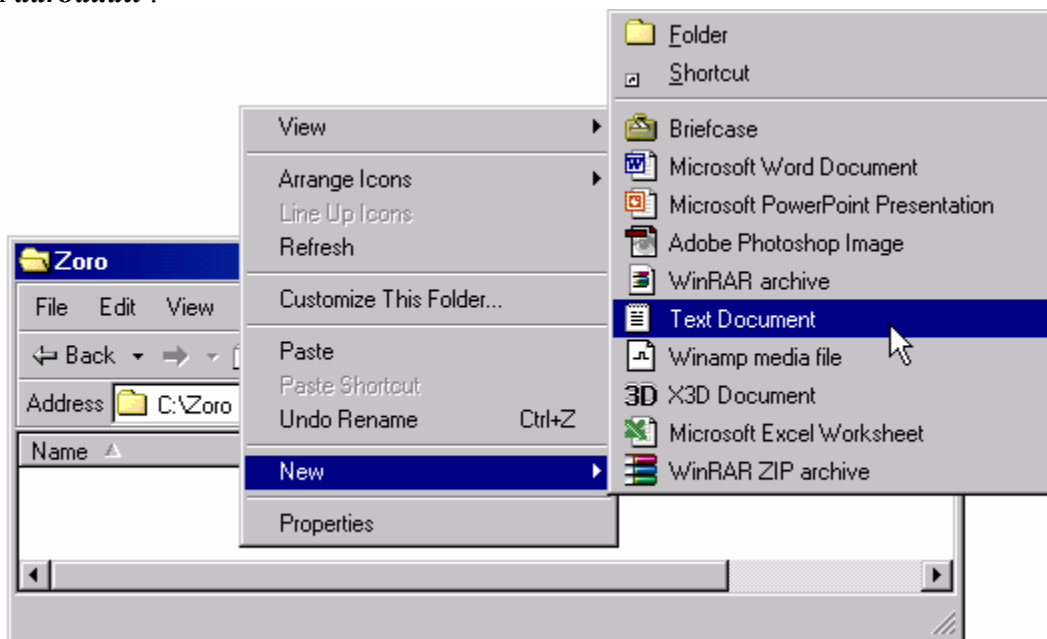 Folder
Shortcut
Briefcase
Microsoft Word Document
Microsoft PowerPoint Presentation
Adobe Photoshop Image
WinRAR archive
Text Document
Winamp media file
3D X3D Document
Microsoft Excel Worksheet
WinRAR ZIP archive
View
Arrange Icons
Line Up Icons
Refresh
Customize This Folder...
Paste
Paste Shortcut
Undo Rename Ctrl+Z
New
Properties
Zoro
File Edit View
Back
Address C:\Zoro
Name